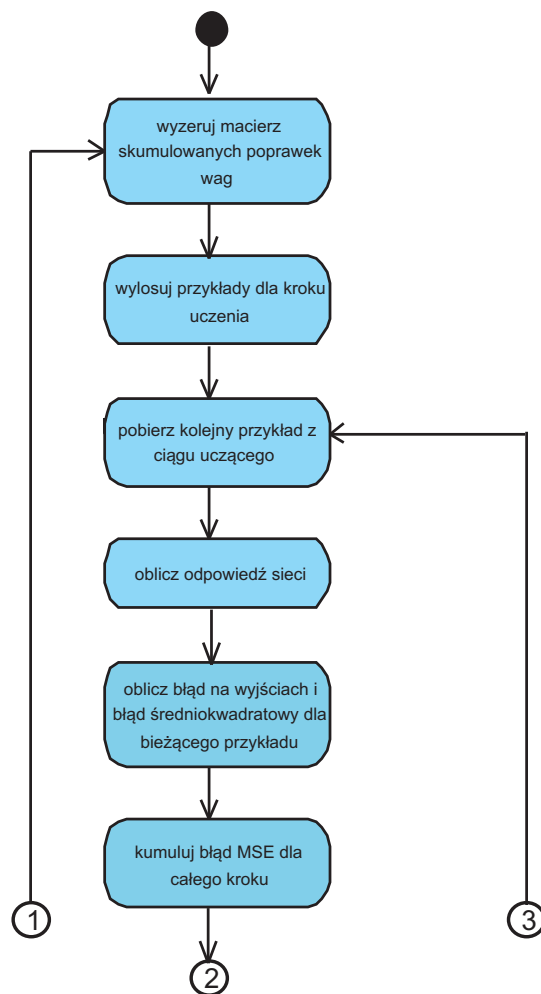 wyzeruj macierz
skumulowanych poprawek
wag
wylosuj przykłady dla kroku
uczenia
pobierz kolejny przykład z
ciągu uczącego
oblicz odpowiedź sieci
oblicz błąd na wyjściach i
błąd średniokwadratowy dla
bieżącego przykładu
kumuluj błąd MSE dla
całego kroku
1
3
2